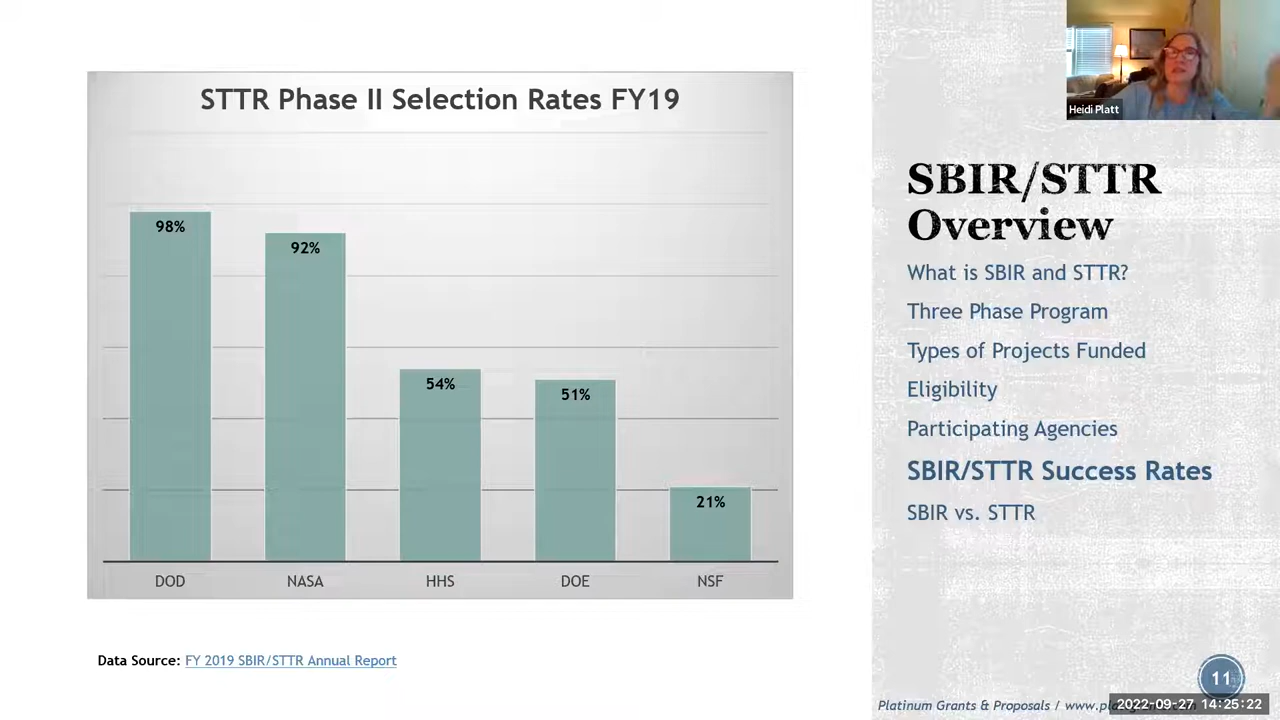 STTR Phase II Selection Rates FY19
98%
92%
54%
51%
21%
DOD
NASA
HHS
DOE
NSF
Data Source: FY 2019 SBIR/STTR Annual Report
Heidi Platt
SBIR/STTR
Overview
What is SBIR and STTR?
Three Phase Program
Types of Projects Funded
Eligibility
Participating Agencies
SBIR/STTR Success Rates
SBIR vs. STTR
11
Platinum Grants & Proposals /
2022-09-27 14:25:22